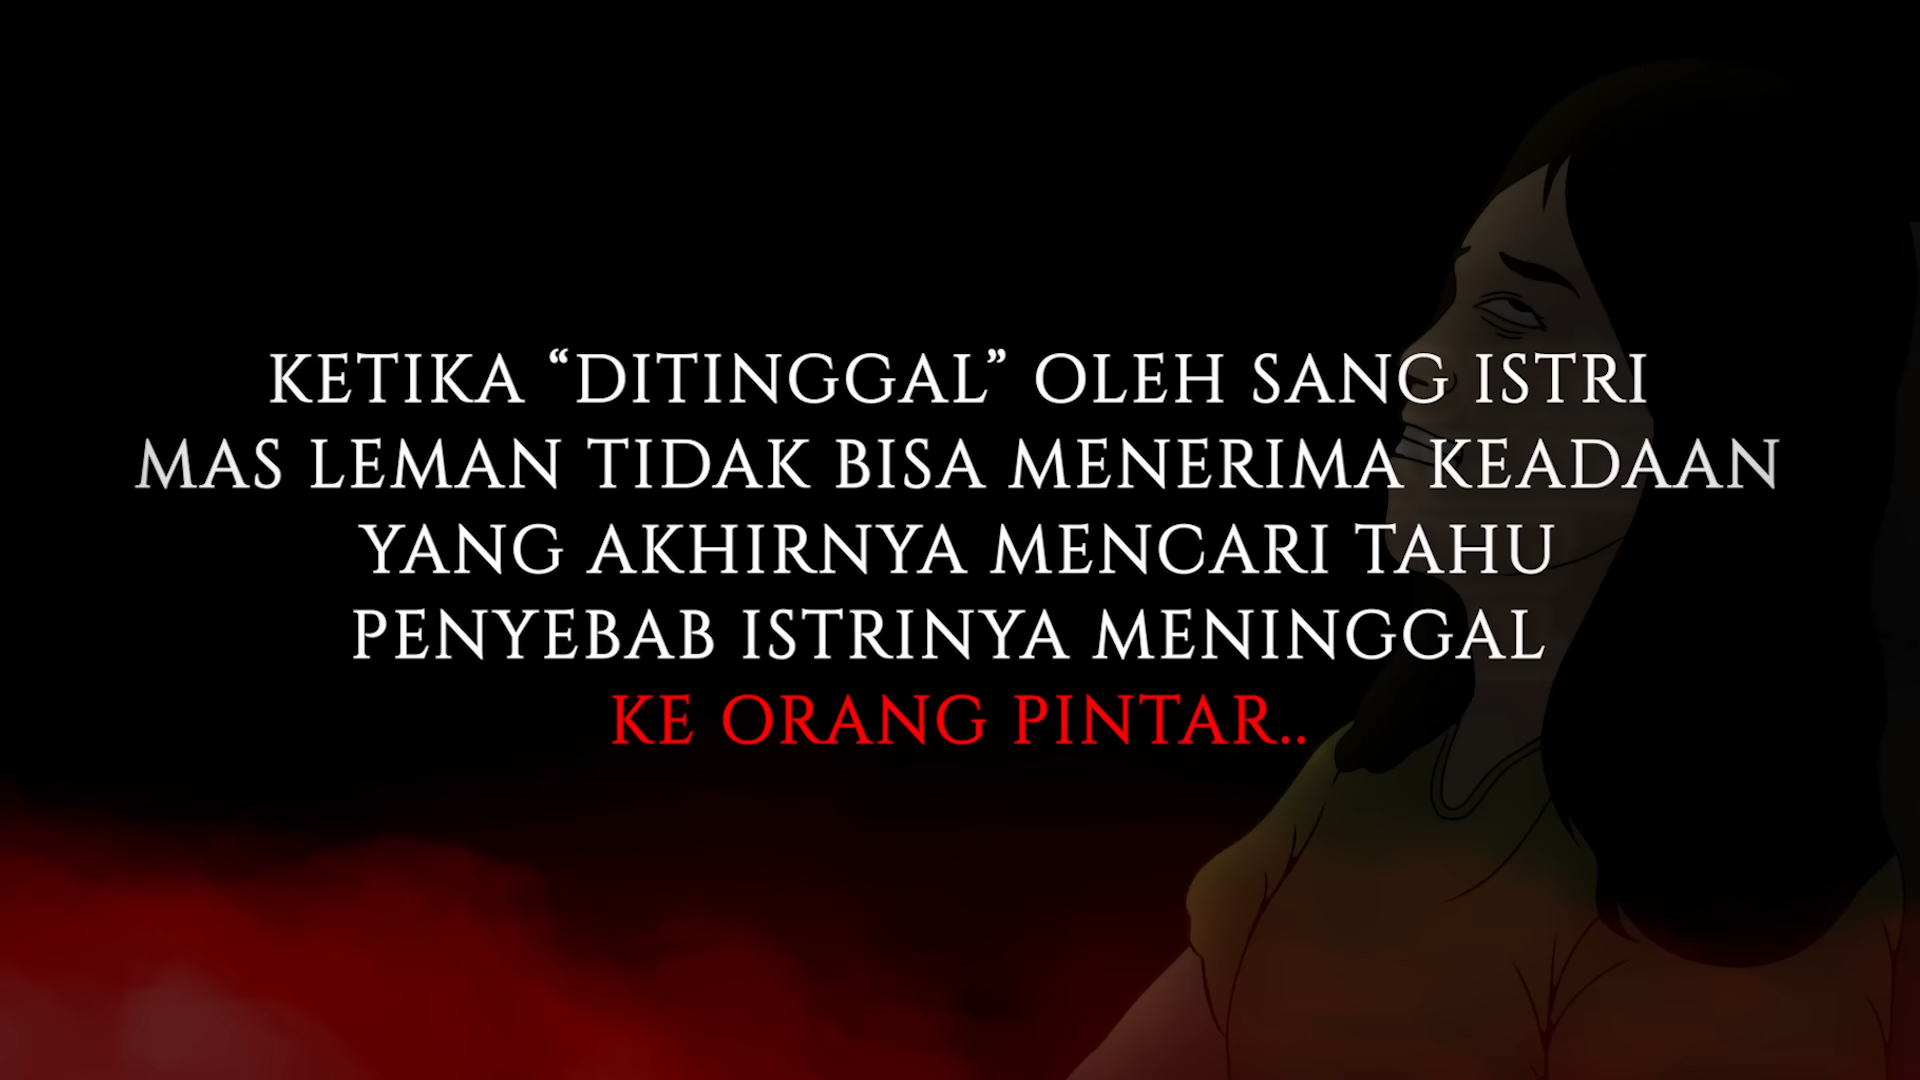 KETIKA “DITINGGAL” OLEH SANG ISTRI
MAS LEMAN TIDAK BISA MENERIMA KEADAAN
YANG AKHIRNYA MENCARI TAHU
PENYEBAB ISTRINYA MENINGGAL
KE ORANG PINTAR..